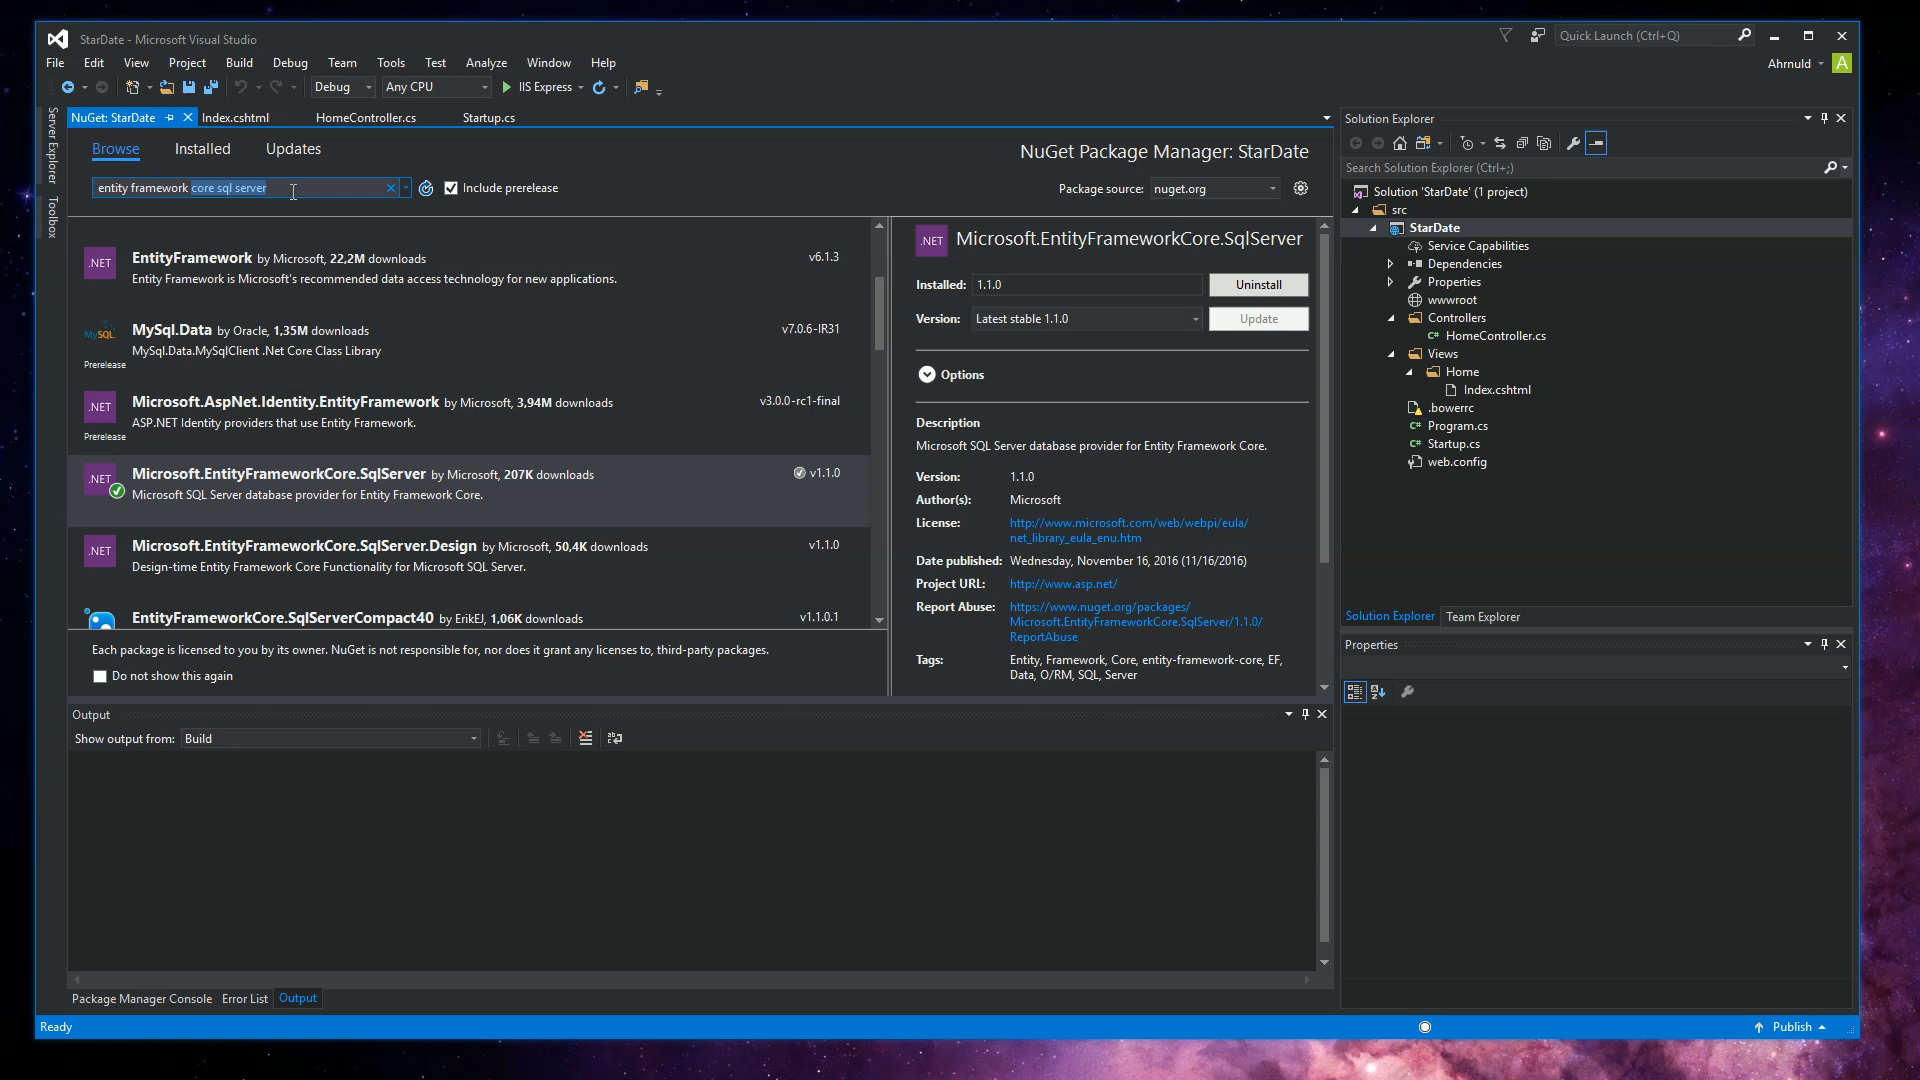 StarDate - Microsoft Visual Studio
Quick Launch (Ctrl+Q)
File Edit View Project Build Debug Team Tools Test Analyze Window Help
Ahrnuld
A
Debug Any CPU IIS Express
Server Explorer
Toolbox
NuGet: StarDate Index.cshtml HomeController.cs Startup.cs
Browse Installed Updates
NuGet Package Manager: StarDate
entity framework core sql server
Include prerelease
Package source: nuget.org
.NET
EntityFramework by Microsoft, 22,2M downloads
v6.1.3
Entity Framework is Microsoft's recommended data access technology for new applications.
MySQL
MySql.Data by Oracle, 1,35M downloads
v7.0.6-IR31
MySql.Data.MySqlClient .Net Core Class Library
Prerelease
.NET
Microsoft.AspNet.Identity.EntityFramework by Microsoft, 3,94M downloads
v3.0.0-rc1-final
ASP.NET Identity providers that use Entity Framework.
Prerelease
.NET
Microsoft.EntityFrameworkCore.SqlServer by Microsoft, 207K downloads
v1.1.0
Microsoft SQL Server database provider for Entity Framework Core.
.NET
Microsoft.EntityFrameworkCore.SqlServer.Design by Microsoft, 50,4K downloads
v1.1.0
Design-time Entity Framework Core Functionality for Microsoft SQL Server.
EntityFrameworkCore.SqlServerCompact40 by ErikEJ, 1,06K downloads
v1.1.0.1
Each package is licensed to you by its owner. NuGet is not responsible for, nor does it grant any licenses to, third-party packages.
Do not show this again
.NET
Microsoft.EntityFrameworkCore.SqlServer
Installed: 1.1.0 Uninstall
Version: Latest stable 1.1.0 Update
Options
Description
Microsoft SQL Server database provider for Entity Framework Core.
Version: 1.1.0
Author(s): Microsoft
License: http://www.microsoft.com/web/webpi/eula/
net_library_eula_enu.htm
Date published: Wednesday, November 16, 2016 (11/16/2016)
Project URL: http://www.asp.net/
Report Abuse: https://www.nuget.org/packages/
Microsoft.EntityFrameworkCore.SqlServer/1.1.0/
ReportAbuse
Tags: Entity, Framework, Core, entity-framework-core, EF,
Data, O/RM, SQL, Server
Output
Show output from: Build
Package Manager Console Error List Output
Solution Explorer
Search Solution Explorer (Ctrl+;)
Solution 'StarDate' (1 project)
src
StarDate
Service Capabilities
Dependencies
Properties
wwwroot
Controllers
C# HomeController.cs
Views
Home
Index.cshtml
.bowerrc
C# Program.cs
C# Startup.cs
web.config
Solution Explorer Team Explorer
Properties
Ready
Publish